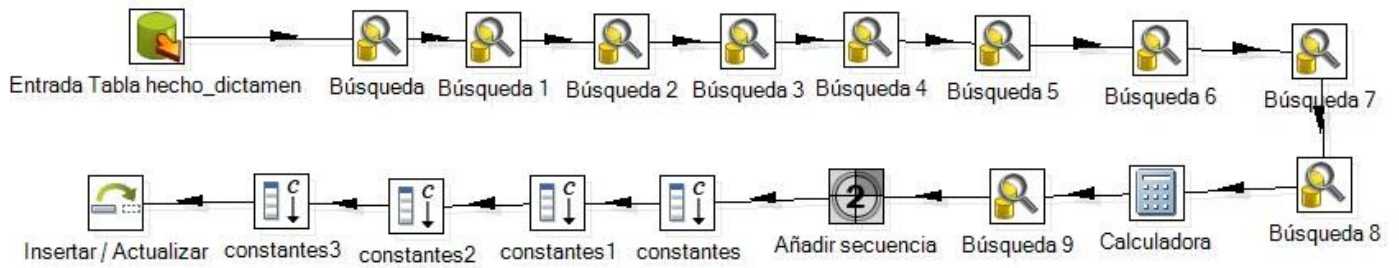 Entrada Tabla hecho_dictamen
Búsqueda
Búsqueda 1
Búsqueda 2
Búsqueda 3
Búsqueda 4
Búsqueda 5
Búsqueda 6
Búsqueda 7
Insertar / Actualizar
C
constantes3
C
constantes2
C
constantes1
C
constantes
2
Añadir secuencia
Búsqueda 9
Calculadora
Búsqueda 8